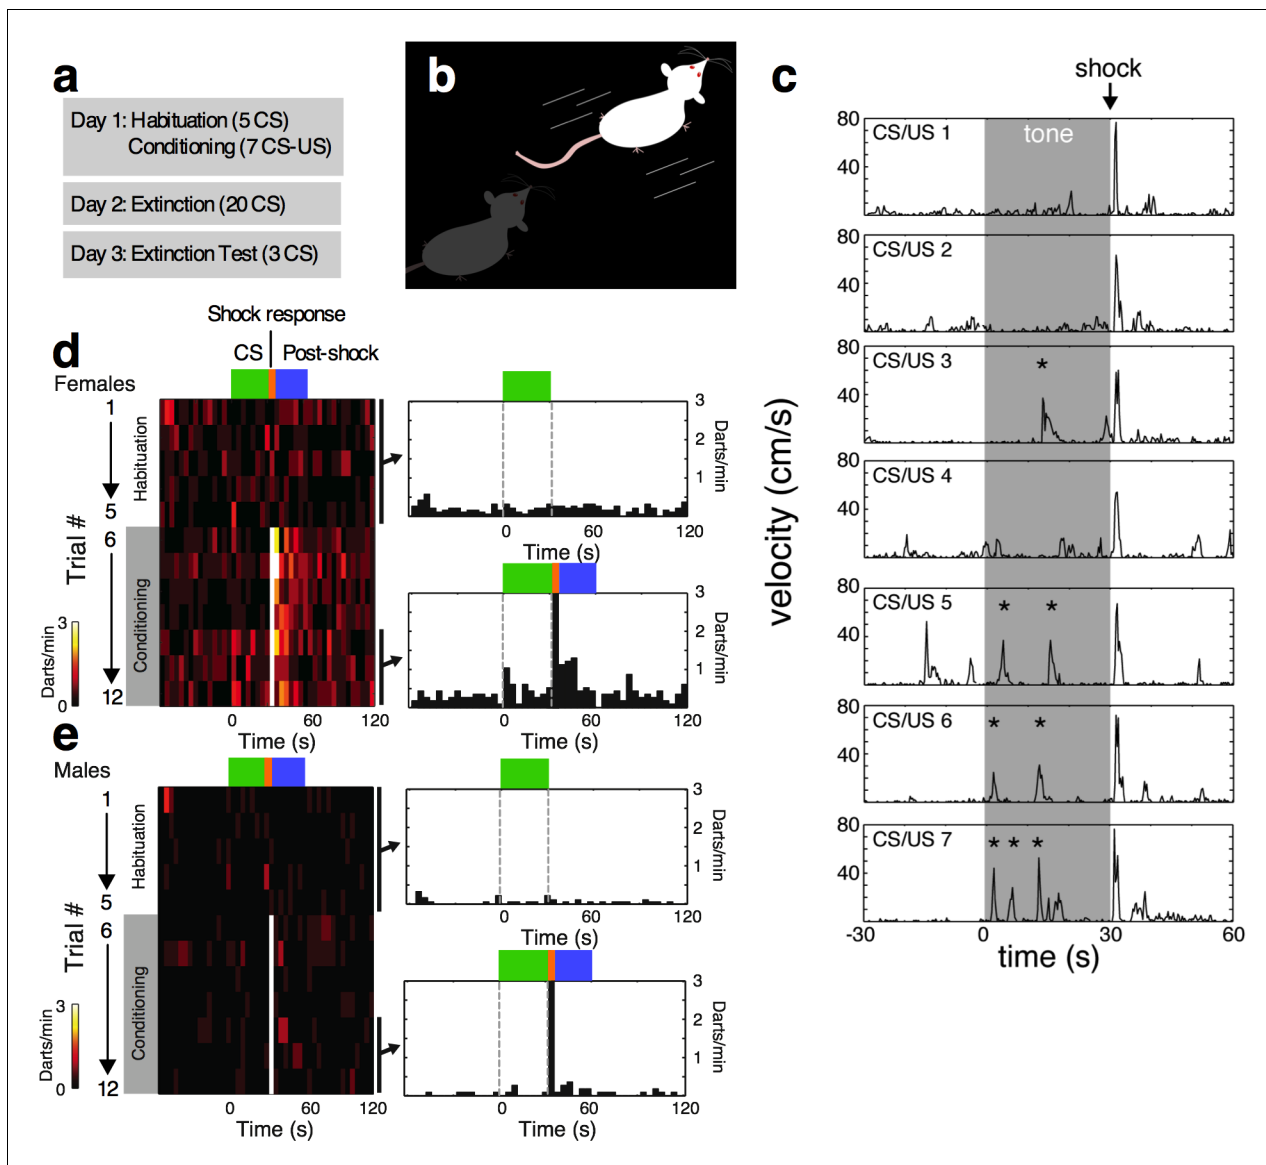 a
Day 1: Habituation (5 CS)
Conditioning (7 CS-US)
Day 2: Extinction (20 CS)
Day 3: Extinction Test (3 CS)
b
c
shock
tone
CS/US 1
80
40
CS/US 2
80
40
CS/US 3
80
40
*
CS/US 4
80
40
CS/US 5
80
40
* *
CS/US 6
80
40
* *
CS/US 7
80
40
* * *
velocity (cm/s)
-30 0 30 60
time (s)
d
Shock response
CS Post-shock
Females
Trial #
1
5
6
12
Habituation
Conditioning
Darts/min
3
0
0 60 120
Time (s)
3
2
1
Darts/min
0 60 120
Time (s)
3
2
1
Darts/min
0 60 120
Time (s)
e
Males
Trial #
1
5
6
12
Habituation
Conditioning
Darts/min
3
0
0 60 120
Time (s)
3
2
1
Darts/min
0 60 120
Time (s)
3
2
1
Darts/min
0 60 120
Time (s)